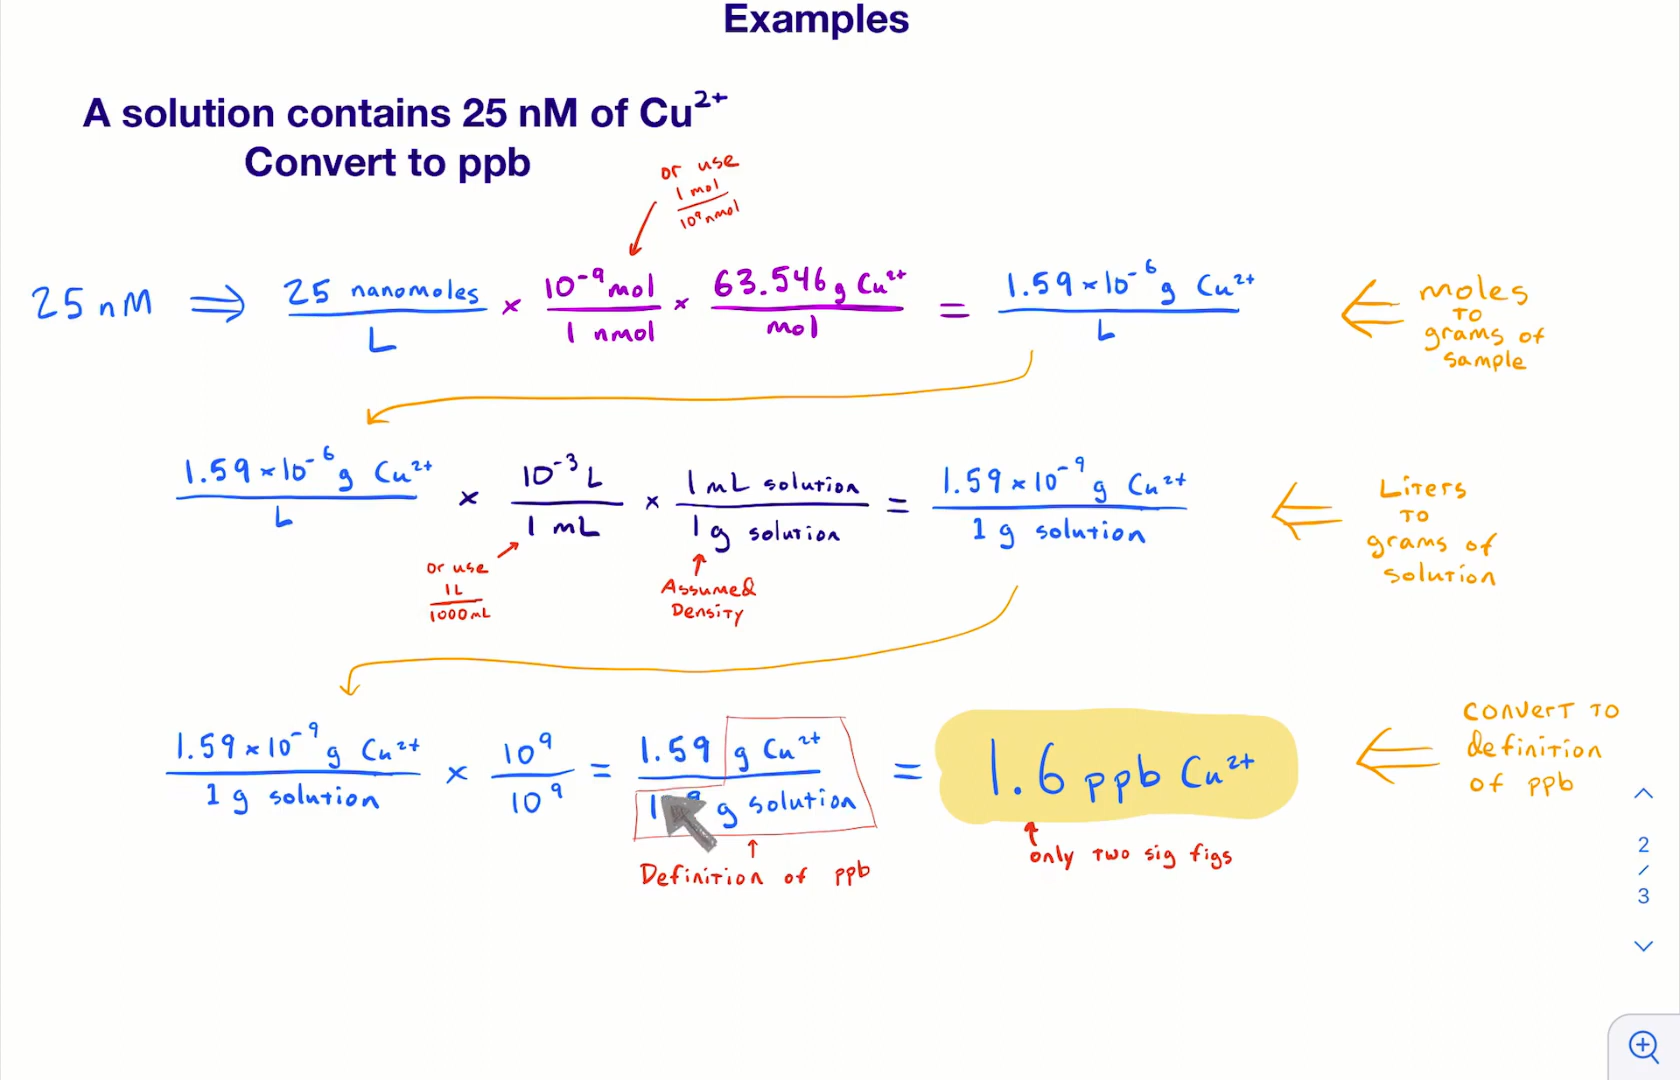 Examples
A solution contains 25 nM of Cu²⁺
Convert to ppb
or use
1 mol
10⁹ nmol
25 nM ⇒ 25 nanomoles / L × 10⁻⁹ mol / 1 nmol × 63.546 g Cu²⁺ / mol = 1.59 × 10⁻⁶ g Cu²⁺ / L
moles
TO
grams of
sample
1.59 × 10⁻⁶ g Cu²⁺ / L × 10⁻³ L / 1 mL × 1 mL solution / 1 g solution = 1.59 × 10⁻⁹ g Cu²⁺ / 1 g solution
Liters
TO
grams of
solution
or use
1L
1000mL
Assumed
Density
1.59 × 10⁻⁹ g Cu²⁺ / 1 g solution × 10⁹ / 10⁹ = 1.59 g Cu²⁺ / g solution = 1.6 ppb Cu²⁺
Convert TO
definition
of ppb
Definition of ppb
only two sig figs
2
/
3